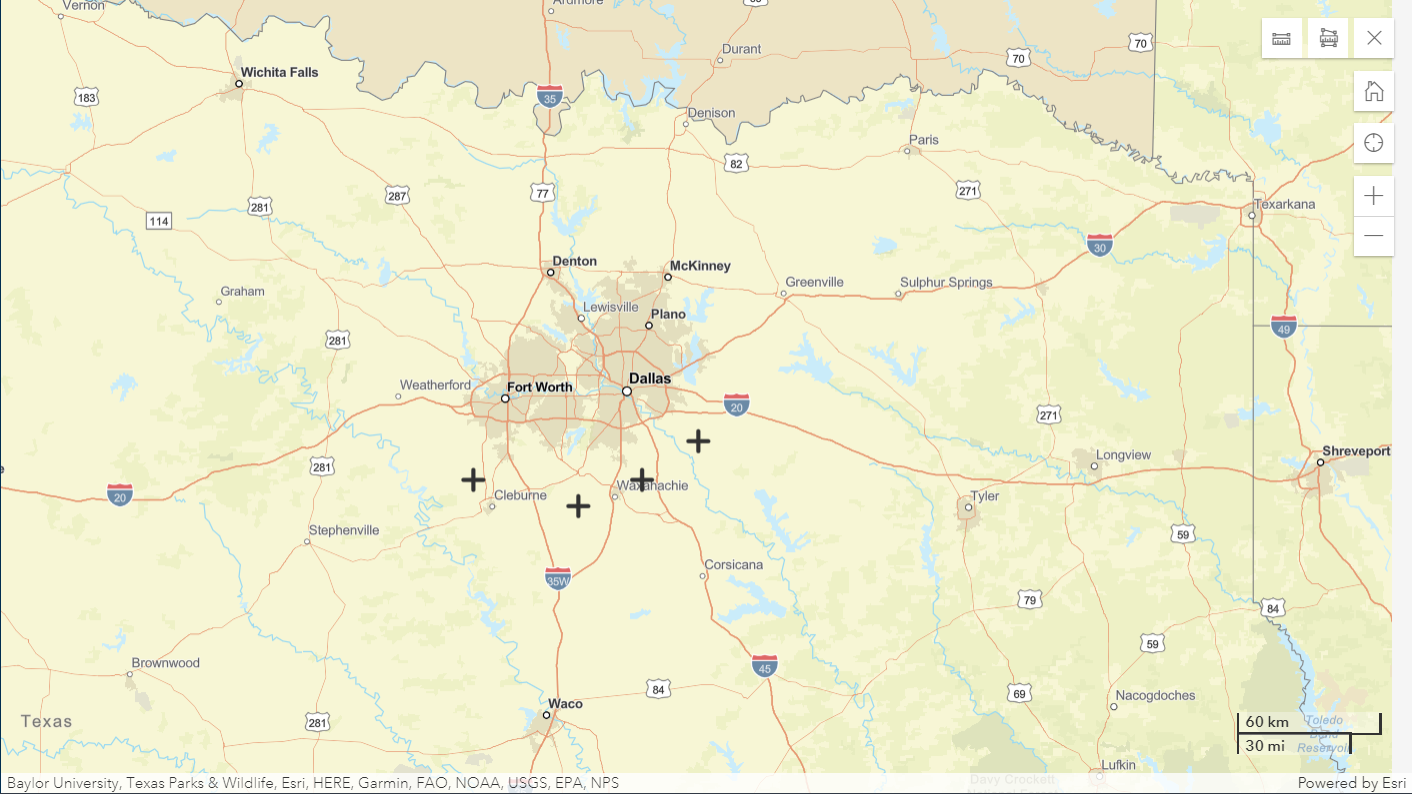 Vernon
Ardmore
Durant
70
70
Wichita Falls
183
35
Denison
Paris
82
271
77
287
281
114
Texarkana
30
Denton
McKinney
Greenville
Sulphur Springs
Graham
Lewisville
Plano
49
281
Dallas
Weatherford
Fort Worth
20
271
Longview
Shreveport
281
20
Cleburne
Waxahachie
Tyler
Stephenville
59
Corsicana
35W
79
84
59
Brownwood
45
84
69
Nacogdoches
Waco
Texas
281
60 km
Toledo
Bend
30 mi
Reservoir
Lufkin
Davy Crockett
Baylor University, Texas Parks & Wildlife, Esri, HERE, Garmin, FAO, NOAA, USGS, EPA, NPS
Powered by Esri